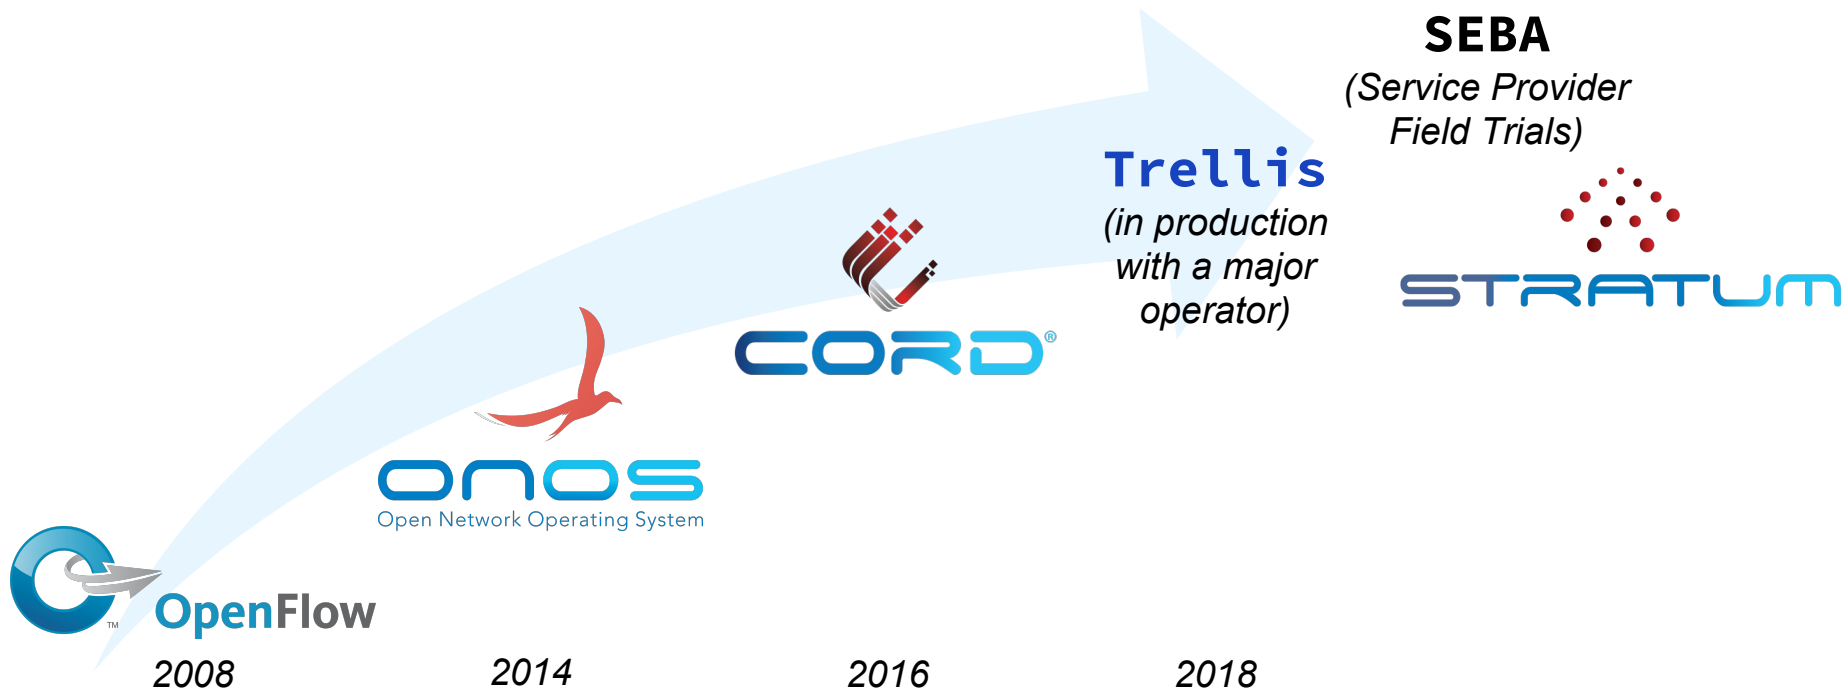 SEBA
(Service Provider
Field Trials)
Trellis
(in production
with a major
operator)
STRATUM
CORD®
ONOS
Open Network Operating System
OpenFlow
TM
2008
2014
2016
2018